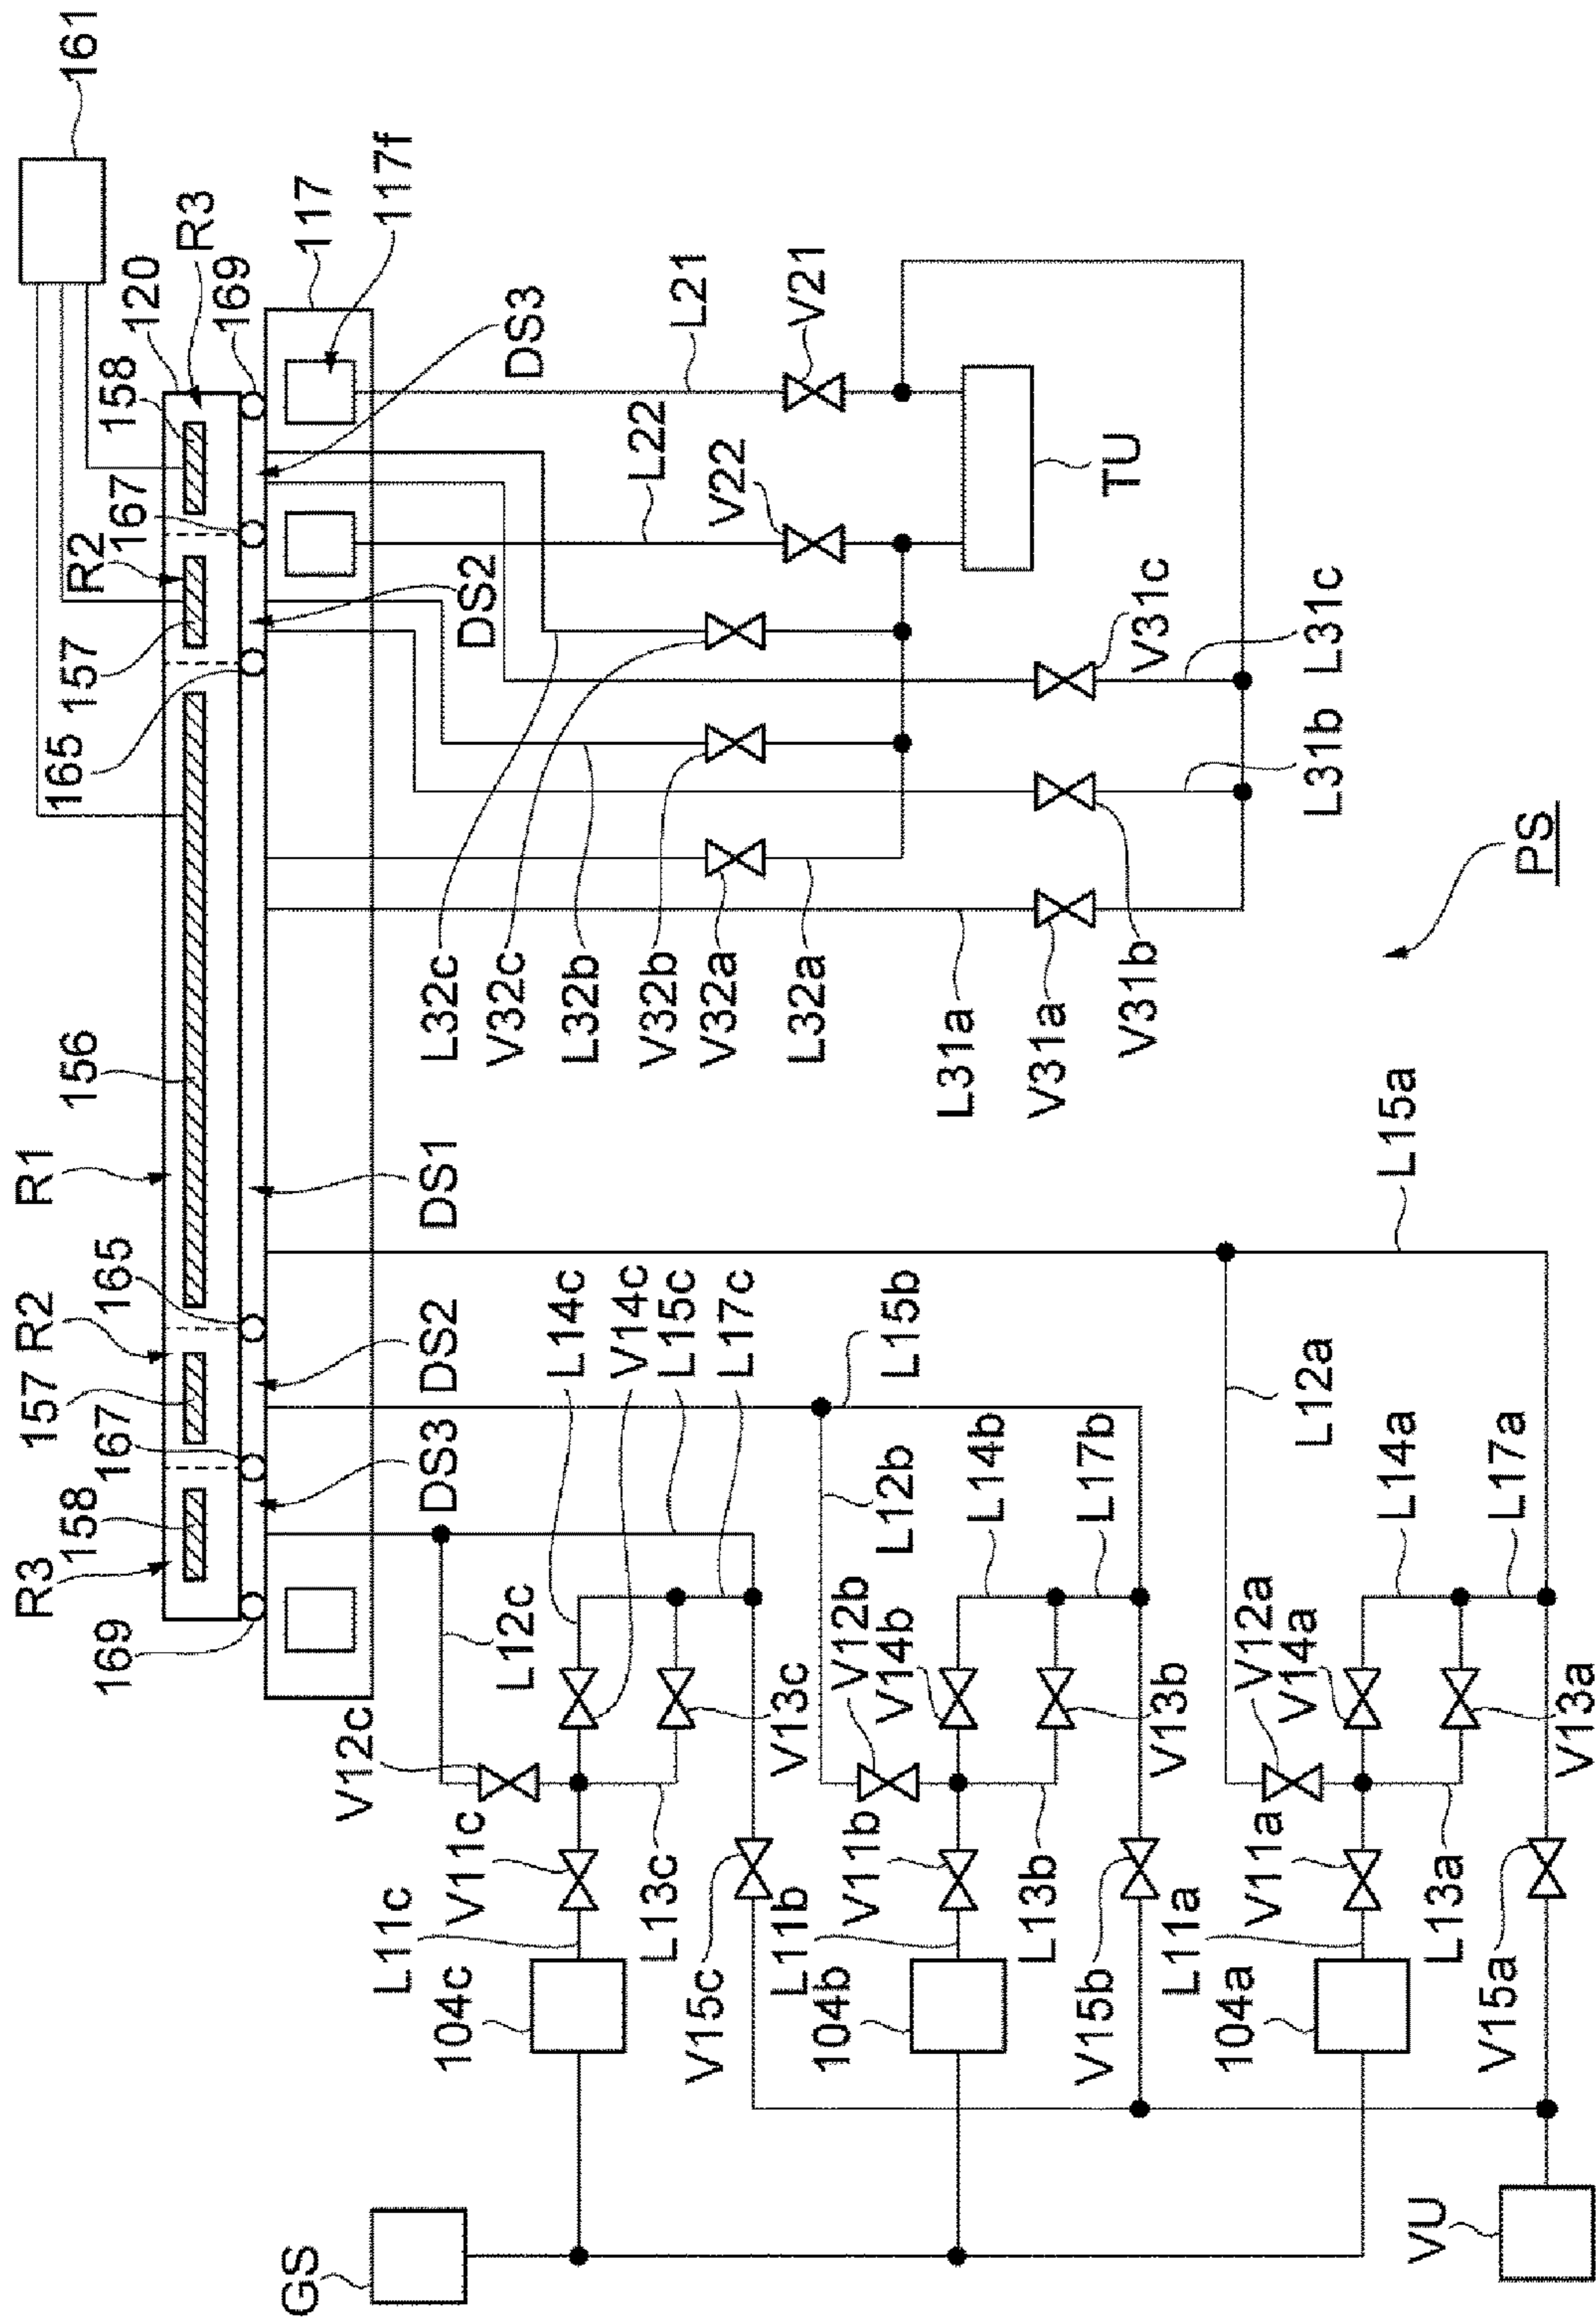 161
R3
120
169
117
117f
158
167
R2
157
165
DS3
DS2
L21
V21
L22
V22
TU
V31c
L31c
L31b
L32c
V32c
L32b
V32b
V32a
L32a
L31a
V31a
V31b
PS
156
R1
DS1
165
R2
157
167
DS2
DS3
158
R3
169
L14c
V14c
L15c
L17c
L15b
L15a
L12c
V12c
L12b
L14b
L17b
L12a
L14a
L17a
V12b
V14b
V12a
V14a
V13c
V13b
V13a
V11c
L11c
L13c
V11b
L11b
L13b
V11a
L11a
L13a
104c
V15c
104b
V15b
104a
V15a
GS
VU